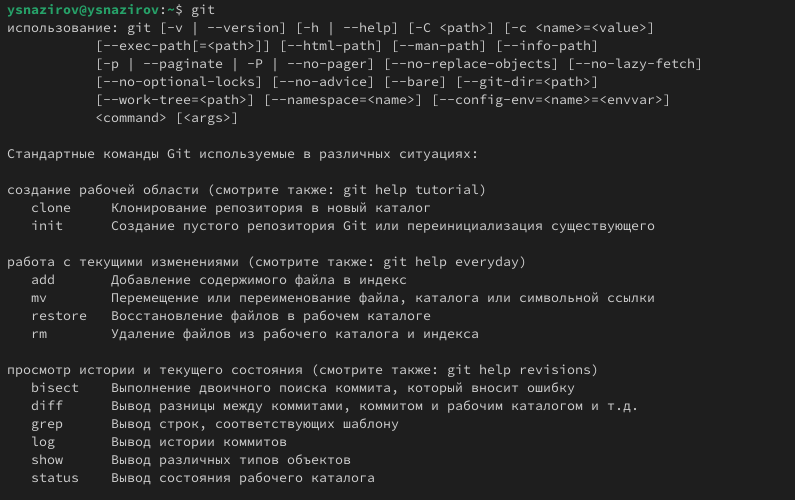 ysnazirov@ysnazirov:~$ git
использование: git [-v | --version] [-h | --help] [-C <path>] [-c <name>=<value>]
           [--exec-path[=<path>]] [--html-path] [--man-path] [--info-path]
           [-p | --paginate | -P | --no-pager] [--no-replace-objects] [--no-lazy-fetch]
           [--no-optional-locks] [--no-advice] [--bare] [--git-dir=<path>]
           [--work-tree=<path>] [--namespace=<name>] [--config-env=<name>=<envvar>]
           <command> [<args>]

Стандартные команды Git используемые в различных ситуациях:

создание рабочей области (смотрите также: git help tutorial)
   clone     Клонирование репозитория в новый каталог
   init      Создание пустого репозитория Git или переинициализация существующего

работа с текущими изменениями (смотрите также: git help everyday)
   add       Добавление содержимого файла в индекс
   mv        Перемещение или переименование файла, каталога или символьной ссылки
   restore   Восстановление файлов в рабочем каталоге
   rm        Удаление файлов из рабочего каталога и индекса

просмотр истории и текущего состояния (смотрите также: git help revisions)
   bisect    Выполнение двоичного поиска коммита, который вносит ошибку
   diff      Вывод разницы между коммитами, коммитом и рабочим каталогом и т.д.
   grep      Вывод строк, соответствующих шаблону
   log       Вывод истории коммитов
   show      Вывод различных типов объектов
   status    Вывод состояния рабочего каталога